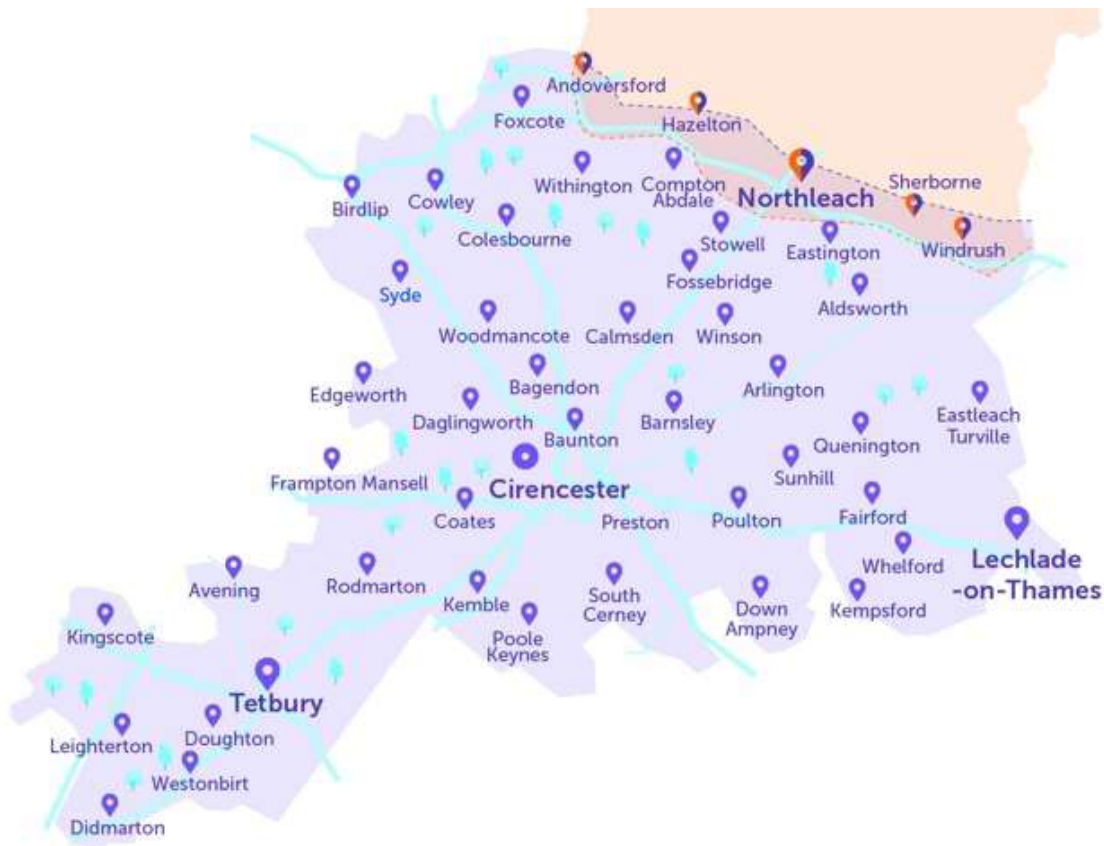 Andoversford
Foxcote
Hazelton
Withington
Compton
Abdale
Northleach
Sherborne
Birdlip
Cowley
Colesbourne
Stowell
Eastington
Windrush
Syde
Fossebridge
Aldsworth
Woodmancote
Calmsden
Winson
Edgeworth
Bagendon
Arlington
Daglingworth
Baunton
Barnsley
Quenington
Eastleach
Turville
Frampton Mansell
Cirencester
Sunhill
Coates
Preston
Poulton
Fairford
Lechlade
-on-Thames
Avening
Rodmarton
Kemble
South
Cerney
Whelford
Down
Ampney
Kempsford
Kingscote
Poole
Keynes
Tetbury
Leighterton
Doughton
Westonbirt
Didmarton